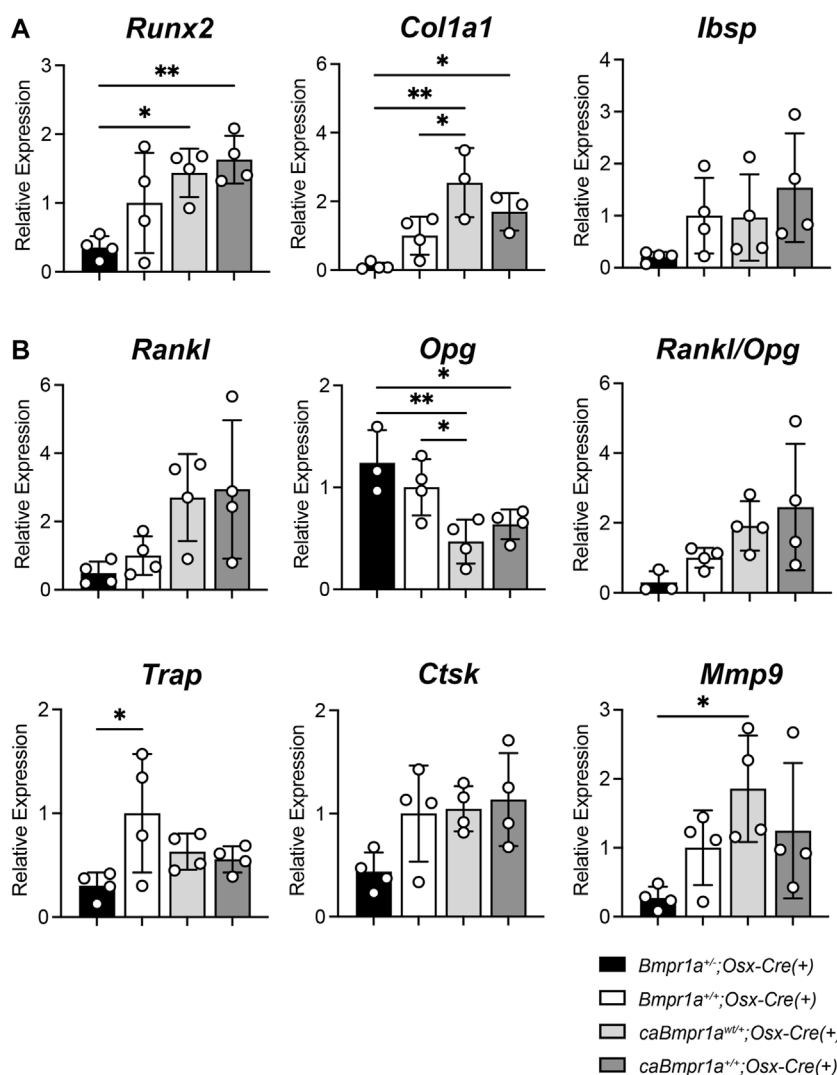 A
Runx2
Col1a1
Ibsp
Relative Expression
3
2
1
0
**
*
Relative Expression
6
4
2
0
*
**
*
Relative Expression
4
3
2
1
0
B
Rankl
Opg
Rankl/Opg
Relative Expression
6
4
2
0
Relative Expression
2
1
0
*
**
*
Relative Expression
6
4
2
0
Trap
Ctsk
Mmp9
Relative Expression
2
1
0
*
Relative Expression
2
1
0
Relative Expression
3
2
1
0
*
Bmpr1a+/-;Osx-Cre(+)
Bmpr1a+/+;Osx-Cre(+)
caBmpr1awt/+;Osx-Cre(+)
caBmpr1a+/+;Osx-Cre(+)